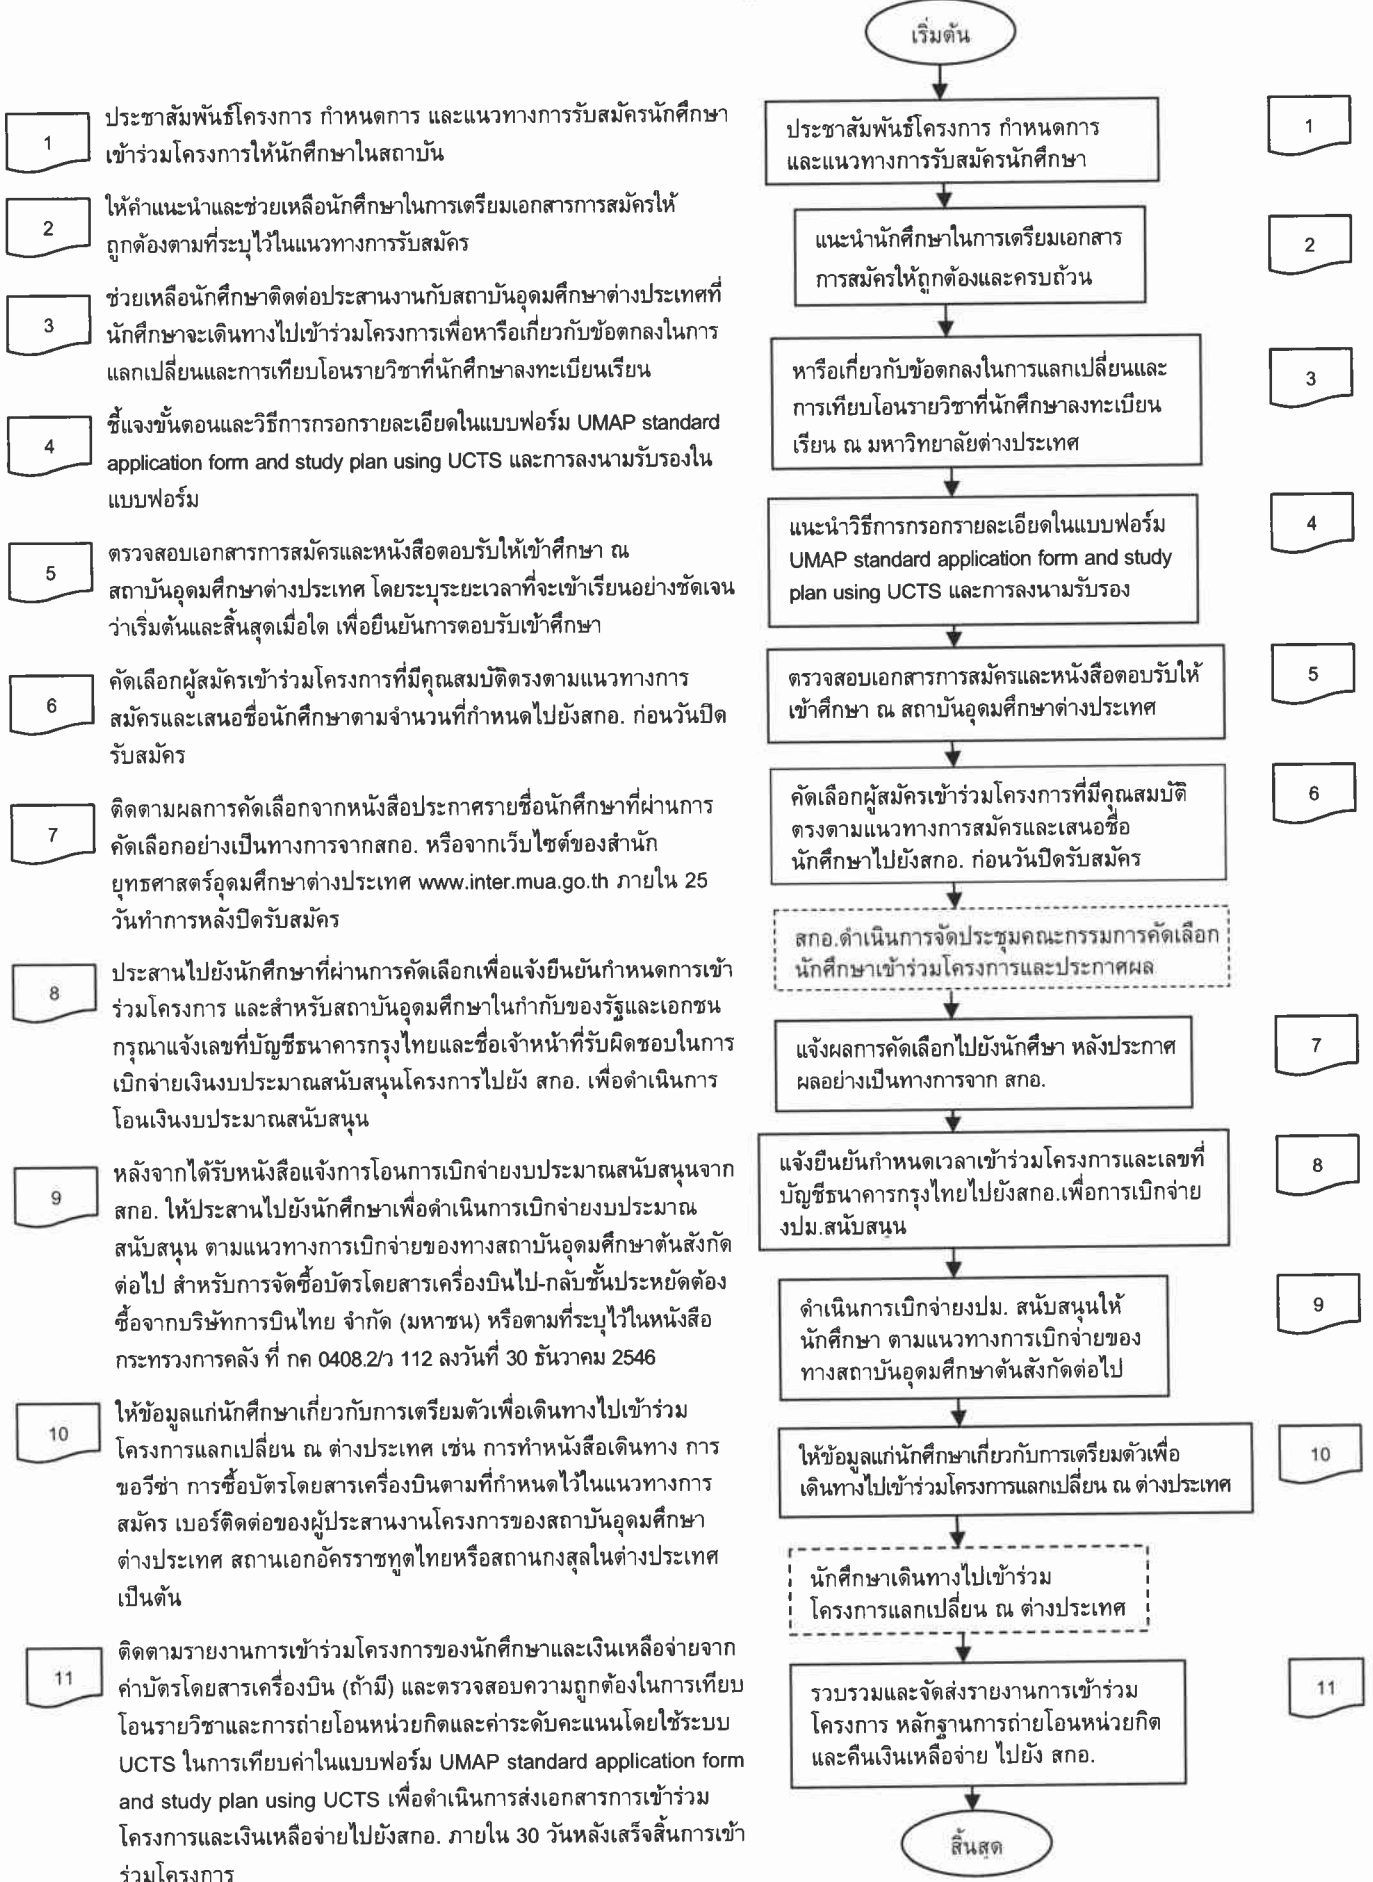 1
ประชาสัมพันธ์โครงการ กำหนดการ และแนวทางการรับสมัครนักศึกษา
เข้าร่วมโครงการให้นักศึกษาในสถาบัน
2
ให้คำแนะนำและช่วยเหลือนักศึกษาในการเตรียมเอกสารการสมัครให้
ถูกต้องตามที่ระบุไว้ในแนวทางการรับสมัคร
3
ช่วยเหลือนักศึกษาติดต่อประสานงานกับสถาบันอุดมศึกษาต่างประเทศที่
นักศึกษาจะเดินทางไปเข้าร่วมโครงการเพื่อหารือเกี่ยวกับข้อตกลงในการ
แลกเปลี่ยนและการเทียบโอนรายวิชาที่นักศึกษาลงทะเบียนเรียน
4
ชี้แจงขั้นตอนและวิธีการกรอกรายละเอียดในแบบฟอร์ม UMAP standard
application form and study plan using UCTS และการลงนามรับรองใน
แบบฟอร์ม
5
ตรวจสอบเอกสารการสมัครและหนังสือตอบรับให้เข้าศึกษา ณ
สถาบันอุดมศึกษาต่างประเทศ โดยระบุระยะเวลาที่จะเข้าเรียนอย่างชัดเจน
ว่าเริ่มต้นและสิ้นสุดเมื่อใด เพื่อยืนยันการตอบรับเข้าศึกษา
6
คัดเลือกผู้สมัครเข้าร่วมโครงการที่มีคุณสมบัติตรงตามแนวทางการ
สมัครและเสนอชื่อนักศึกษาตามจำนวนที่กำหนดไปยังสกอ. ก่อนวันปิด
รับสมัคร
7
ติดตามผลการคัดเลือกจากหนังสือประกาศรายชื่อนักศึกษาที่ผ่านการ
คัดเลือกอย่างเป็นทางการจากสกอ. หรือจากเว็บไซต์ของสำนัก
ยุทธศาสตร์อุดมศึกษาต่างประเทศ www.inter.mua.go.th ภายใน 25
วันทำการหลังปิดรับสมัคร
8
ประสานไปยังนักศึกษาที่ผ่านการคัดเลือกเพื่อแจ้งยืนยันกำหนดการเข้า
ร่วมโครงการ และสำหรับสถาบันอุดมศึกษาในกำกับของรัฐและเอกชน
กรุณาแจ้งเลขที่บัญชีธนาคารกรุงไทยและชื่อเจ้าหน้าที่รับผิดชอบในการ
เบิกจ่ายเงินงบประมาณสนับสนุนโครงการไปยัง สกอ. เพื่อดำเนินการ
โอนเงินงบประมาณสนับสนุน
9
หลังจากได้รับหนังสือแจ้งการโอนการเบิกจ่ายงบประมาณสนับสนุนจาก
สกอ. ให้ประสานไปยังนักศึกษาเพื่อดำเนินการเบิกจ่ายงบประมาณ
สนับสนุน ตามแนวทางการเบิกจ่ายของทางสถาบันอุดมศึกษาต้นสังกัด
ต่อไป สำหรับการจัดซื้อบัตรโดยสารเครื่องบินไป-กลับชั้นประหยัดต้อง
ซื้อจากบริษัทการบินไทย จำกัด (มหาชน) หรือตามที่ระบุไว้ในหนังสือ
กระทรวงการคลัง ที่ กค 0408.2/ว 112 ลงวันที่ 30 ธันวาคม 2546
10
ให้ข้อมูลแก่นักศึกษาเกี่ยวกับการเตรียมตัวเพื่อเดินทางไปเข้าร่วม
โครงการแลกเปลี่ยน ณ ต่างประเทศ เช่น การทำหนังสือเดินทาง การ
ขอวีซ่า การซื้อบัตรโดยสารเครื่องบินตามที่กำหนดไว้ในแนวทางการ
สมัคร เบอร์ติดต่อของผู้ประสานงานโครงการของสถาบันอุดมศึกษา
ต่างประเทศ สถานเอกอัครราชทูตไทยหรือสถานกงสุลในต่างประเทศ
เป็นต้น
11
ติดตามรายงานการเข้าร่วมโครงการของนักศึกษาและเงินเหลือจ่ายจาก
ค่าบัตรโดยสารเครื่องบิน (ถ้ามี) และตรวจสอบความถูกต้องในการเทียบ
โอนรายวิชาและการถ่ายโอนหน่วยกิตและค่าระดับคะแนนโดยใช้ระบบ
UCTS ในการเทียบค่าในแบบฟอร์ม UMAP standard application form
and study plan using UCTS เพื่อดำเนินการส่งเอกสารการเข้าร่วม
โครงการและเงินเหลือจ่ายไปยังสกอ. ภายใน 30 วันหลังเสร็จสิ้นการเข้า
ร่วมโครงการ
เริ่มต้น
ประชาสัมพันธ์โครงการ กำหนดการ
และแนวทางการรับสมัครนักศึกษา
1
แนะนำนักศึกษาในการเตรียมเอกสาร
การสมัครให้ถูกต้องและครบถ้วน
2
หารือเกี่ยวกับข้อตกลงในการแลกเปลี่ยนและ
การเทียบโอนรายวิชาที่นักศึกษาลงทะเบียน
เรียน ณ มหาวิทยาลัยต่างประเทศ
3
แนะนำวิธีการกรอกรายละเอียดในแบบฟอร์ม
UMAP standard application form and study
plan using UCTS และการลงนามรับรอง
4
ตรวจสอบเอกสารการสมัครและหนังสือตอบรับให้
เข้าศึกษา ณ สถาบันอุดมศึกษาต่างประเทศ
5
คัดเลือกผู้สมัครเข้าร่วมโครงการที่มีคุณสมบัติ
ตรงตามแนวทางการสมัครและเสนอชื่อ
นักศึกษาไปยังสกอ. ก่อนวันปิดรับสมัคร
6
สกอ.ดำเนินการจัดประชุมคณะกรรมการคัดเลือก
นักศึกษาเข้าร่วมโครงการและประกาศผล
แจ้งผลการคัดเลือกไปยังนักศึษา หลังประกาศ
ผลอย่างเป็นทางการจาก สกอ.
7
แจ้งยืนยันกำหนดเวลาเข้าร่วมโครงการและเลขที่
บัญชีธนาคารกรุงไทยไปยังสกอ.เพื่อการเบิกจ่าย
งปม.สนับสนุน
8
ดำเนินการเบิกจ่ายงปม. สนับสนุนให้
นักศึกษา ตามแนวทางการเบิกจ่ายของ
ทางสถาบันอุดมศึกษาต้นสังกัดต่อไป
9
ให้ข้อมูลแก่นักศึกษาเกี่ยวกับการเตรียมตัวเพื่อ
เดินทางไปเข้าร่วมโครงการแลกเปลี่ยน ณ ต่างประเทศ
10
นักศึกษาเดินทางไปเข้าร่วม
โครงการแลกเปลี่ยน ณ ต่างประเทศ
รวบรวมและจัดส่งรายงานการเข้าร่วม
โครงการ หลักฐานการถ่ายโอนหน่วยกิต
และคืนเงินเหลือจ่าย ไปยัง สกอ.
11
สิ้นสุด